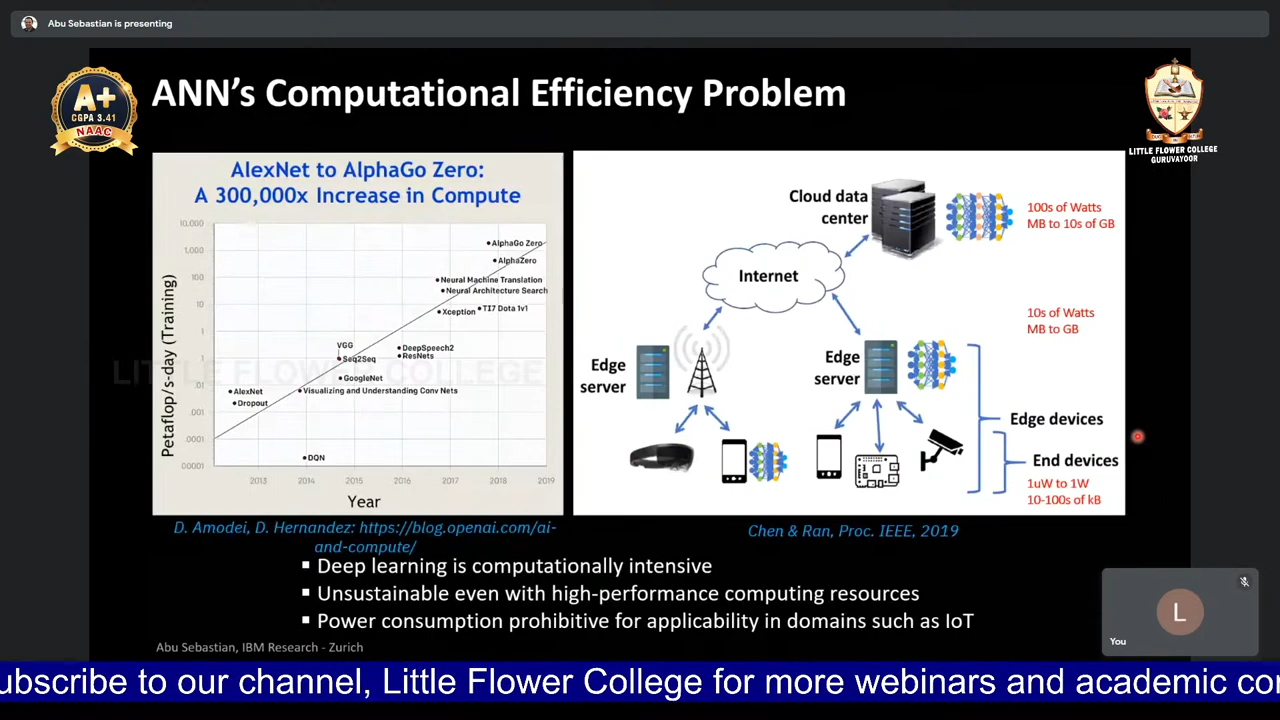 Abu Sebastian is presenting
A+
CGPA 3.41
NAAC
ANN's Computational Efficiency Problem
LITTLE FLOWER COLLEGE
GURUVAYOOR
AlexNet to AlphaGo Zero:
A 300,000x Increase in Compute
Petaflop/s-day (Training)
10,000
1,000
100
10
1
.1
.01
.001
.0001
.00001
AlphaGo Zero
AlphaZero
Neural Machine Translation
Neural Architecture Search
Xception
TI7 Dota 1v1
VGG
Seq2Seq
DeepSpeech2
ResNets
GoogleNet
AlexNet
Visualizing and Understanding Conv Nets
Dropout
DQN
2013
2014
2015
2016
2017
2018
2019
Year
LITTLE FLOWER COLLEGE
D. Amodei, D. Hernandez: https://blog.openai.com/ai-
and-compute/
Cloud data
center
100s of Watts
MB to 10s of GB
Internet
10s of Watts
MB to GB
Edge
server
Edge
server
Edge devices
End devices
1uW to 1W
10-100s of kB
Chen & Ran, Proc. IEEE, 2019
▪ Deep learning is computationally intensive
▪ Unsustainable even with high-performance computing resources
▪ Power consumption prohibitive for applicability in domains such as IoT
Abu Sebastian, IBM Research - Zurich
L
You
ubscribe to our channel, Little Flower College for more webinars and academic co